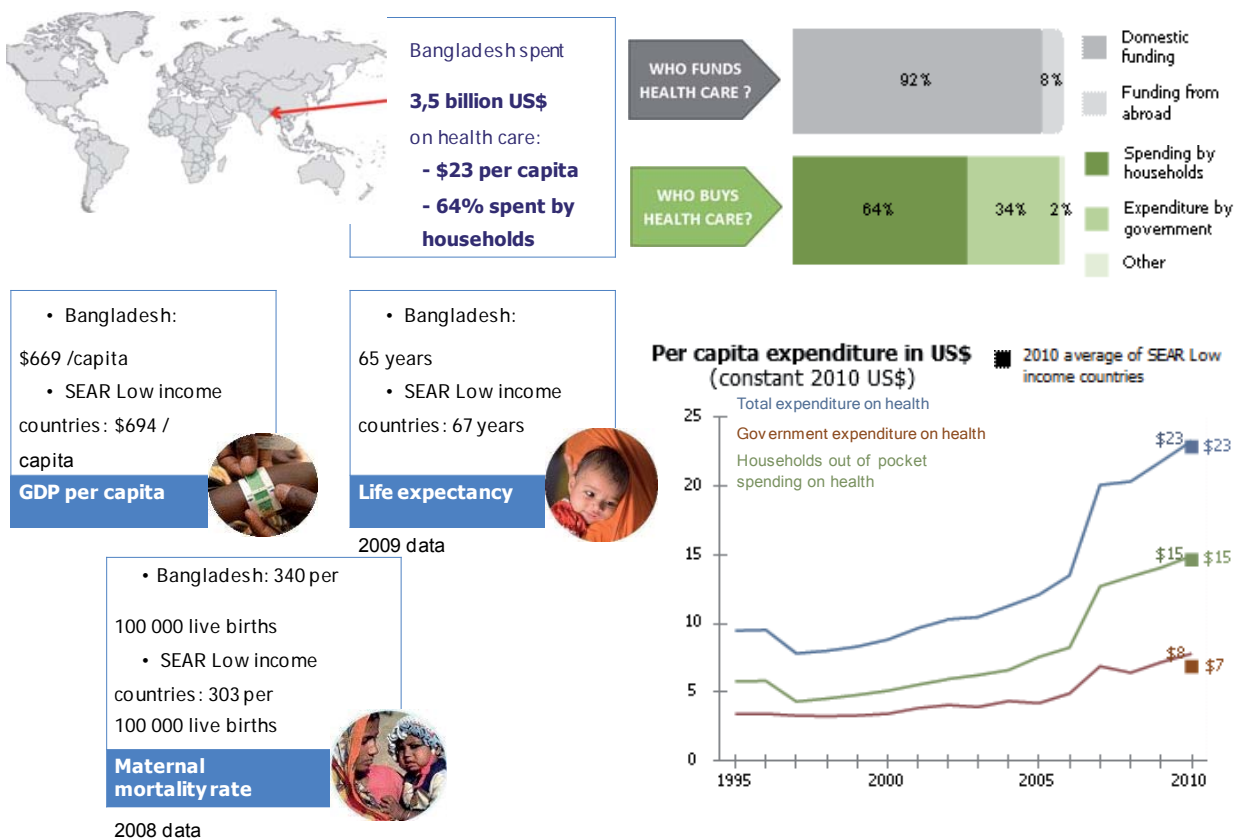 Bangladesh spent
3,5 billion US$
on health care:
- $23 per capita
- 64% spent by
households
WHO FUNDS
HEALTH CARE ?
92%
8%
Domestic
funding
Funding from
abroad
WHO BUYS
HEALTH CARE?
64%
34%
2%
Spending by
households
Expenditure by
government
Other
• Bangladesh:
$669 /capita
• SEAR Low income
countries: $694 /
capita
GDP per capita
• Bangladesh:
65 years
• SEAR Low income
countries: 67 years
Life expectancy
2009 data
• Bangladesh: 340 per
100 000 live births
• SEAR Low income
countries: 303 per
100 000 live births
Maternal
mortality rate
2008 data
Per capita expenditure in US$
(constant 2010 US$)
2010 average of SEAR Low
income countries
Total expenditure on health
Government expenditure on health
Households out of pocket
spending on health
25
20
15
10
5
0
$23
$23
$15
$15
$8
$7
1995
2000
2005
2010